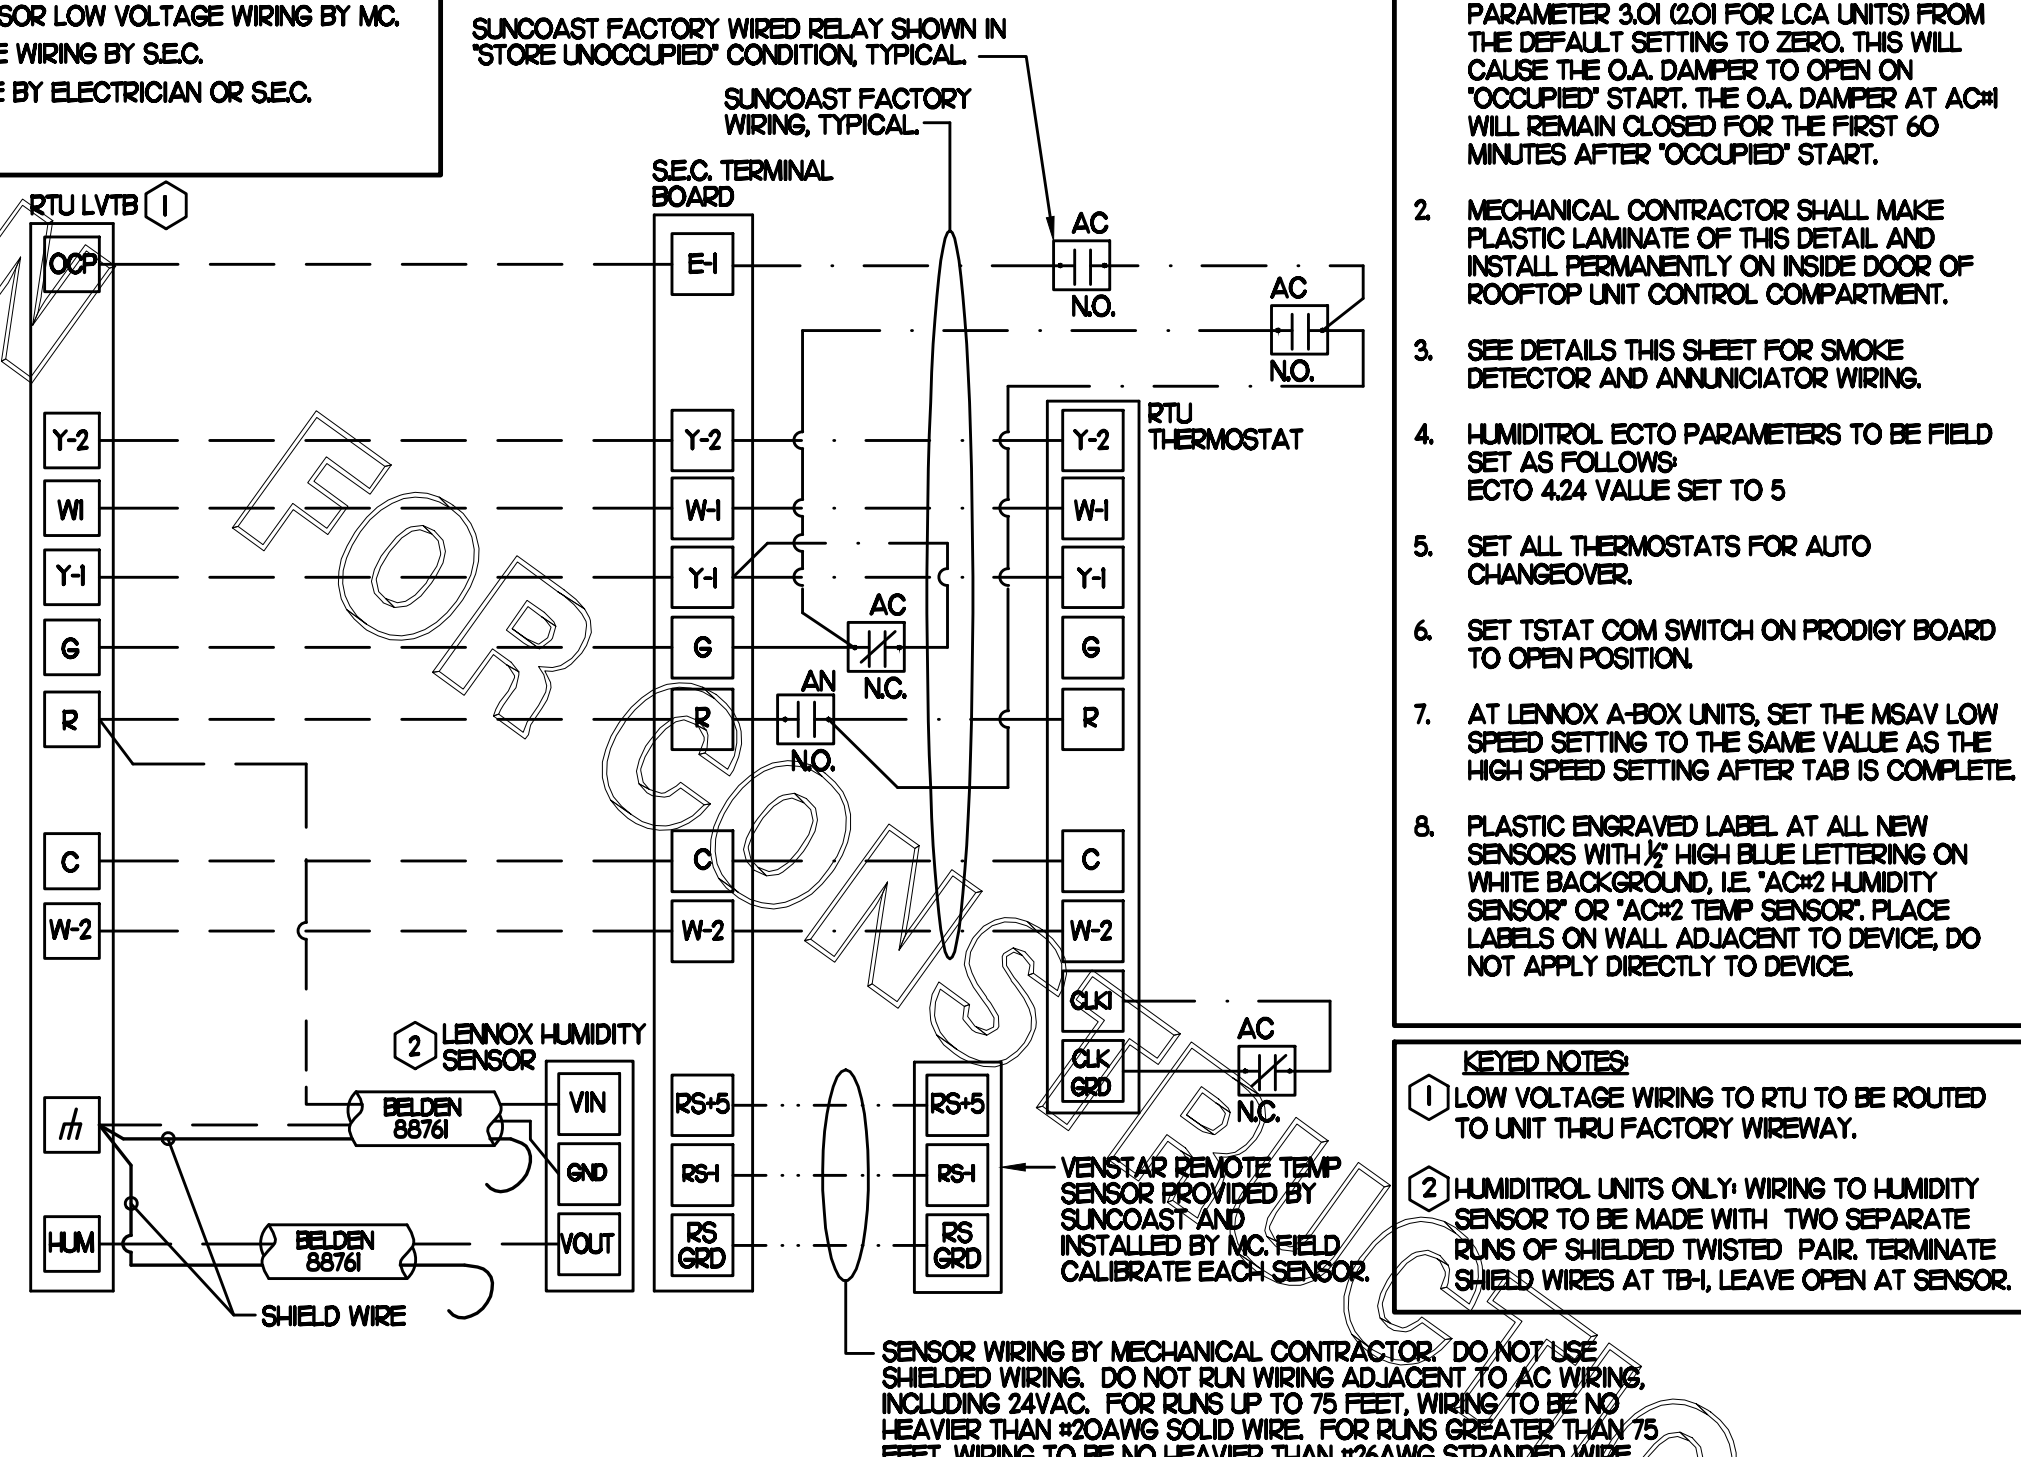 SOR LOW VOLTAGE WIRING BY MC.
E WIRING BY S.E.C.
E BY ELECTRICIAN OR S.E.C.
SUNCOAST FACTORY WIRED RELAY SHOWN IN
"STORE UNOCCUPIED" CONDITION, TYPICAL.
SUNCOAST FACTORY
WIRING, TYPICAL.
S.E.C. TERMINAL
BOARD
RTU LVTB 1
OCP
Y-2
W1
Y-1
G
R
C
W-2
HUM
E-1
Y-2
W-1
Y-1
G
R
C
W-2
RS+5
RS-1
RS
GRD
AC
N.O.
AC
N.O.
AC
N.C.
AN
N.O.
RTU
THERMOSTAT
Y-2
W-1
Y-1
G
R
C
W-2
CLK1
CLK
GRD
AC
N.C.
2 LENNOX HUMIDITY
SENSOR
VIN
GND
VOUT
BELDEN
88761
BELDEN
88761
SHIELD WIRE
RS+5
RS-1
RS
GRD
VENSTAR REMOTE TEMP
SENSOR PROVIDED BY
SUNCOAST AND
INSTALLED BY MC. FIELD
CALIBRATE EACH SENSOR.
SENSOR WIRING BY MECHANICAL CONTRACTOR. DO NOT USE
SHIELDED WIRING. DO NOT RUN WIRING ADJACENT TO AC WIRING,
INCLUDING 24VAC. FOR RUNS UP TO 75 FEET, WIRING TO BE NO
HEAVIER THAN #20AWG SOLID WIRE. FOR RUNS GREATER THAN 75
FEET, WIRING TO BE NO HEAVIER THAN #26AWG STRANDED WIRE
PARAMETER 3.01 (2.01 FOR LCA UNITS) FROM
THE DEFAULT SETTING TO ZERO. THIS WILL
CAUSE THE O.A. DAMPER TO OPEN ON
"OCCUPIED" START. THE O.A. DAMPER AT AC#1
WILL REMAIN CLOSED FOR THE FIRST 60
MINUTES AFTER "OCCUPIED" START.
2. MECHANICAL CONTRACTOR SHALL MAKE
PLASTIC LAMINATE OF THIS DETAIL AND
INSTALL PERMANENTLY ON INSIDE DOOR OF
ROOFTOP UNIT CONTROL COMPARTMENT.
3. SEE DETAILS THIS SHEET FOR SMOKE
DETECTOR AND ANNUNICIATOR WIRING.
4. HUMIDITROL ECTO PARAMETERS TO BE FIELD
SET AS FOLLOWS:
ECTO 4.24 VALUE SET TO 5
5. SET ALL THERMOSTATS FOR AUTO
CHANGEOVER.
6. SET TSTAT COM SWITCH ON PRODIGY BOARD
TO OPEN POSITION.
7. AT LENNOX A-BOX UNITS, SET THE MSAV LOW
SPEED SETTING TO THE SAME VALUE AS THE
HIGH SPEED SETTING AFTER TAB IS COMPLETE.
8. PLASTIC ENGRAVED LABEL AT ALL NEW
SENSORS WITH ½" HIGH BLUE LETTERING ON
WHITE BACKGROUND, I.E. "AC#2 HUMIDITY
SENSOR" OR "AC#2 TEMP SENSOR". PLACE
LABELS ON WALL ADJACENT TO DEVICE, DO
NOT APPLY DIRECTLY TO DEVICE.
KEYED NOTES:
1 LOW VOLTAGE WIRING TO RTU TO BE ROUTED
TO UNIT THRU FACTORY WIREWAY.
2 HUMIDITROL UNITS ONLY: WIRING TO HUMIDITY
SENSOR TO BE MADE WITH TWO SEPARATE
RUNS OF SHIELDED TWISTED PAIR. TERMINATE
SHIELD WIRES AT TB-1, LEAVE OPEN AT SENSOR.
FOR CONSTRUCTIO